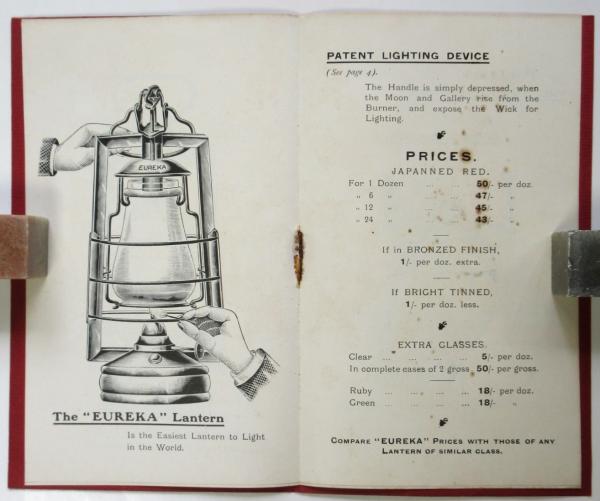 EUREKA
The "EUREKA" Lantern
Is the Easiest Lantern to Light
in the World.
PATENT LIGHTING DEVICE
(See page 4).
The Handle is simply depressed, when
the Moon and Gallery rise from the
Burner, and expose the Wick for
Lighting.
PRICES.
JAPANNED RED.
For 1 Dozen ... ... 50/- per doz.
" 6 " ... ... 47/- "
" 12 " ... ... 45/- "
" 24 " ... ... 43/- "
If in BRONZED FINISH,
1/- per doz. extra.
If BRIGHT TINNED,
1/- per doz. less.
EXTRA GLASSES.
Clear ... ... ... ... 5/- per doz.
In complete cases of 2 gross 50/- per gross.
Ruby ... ... ... ... 18/- per doz.
Green ... ... ... ... 18/- "
COMPARE "EUREKA" PRICES WITH THOSE OF ANY
LANTERN OF SIMILAR CLASS.